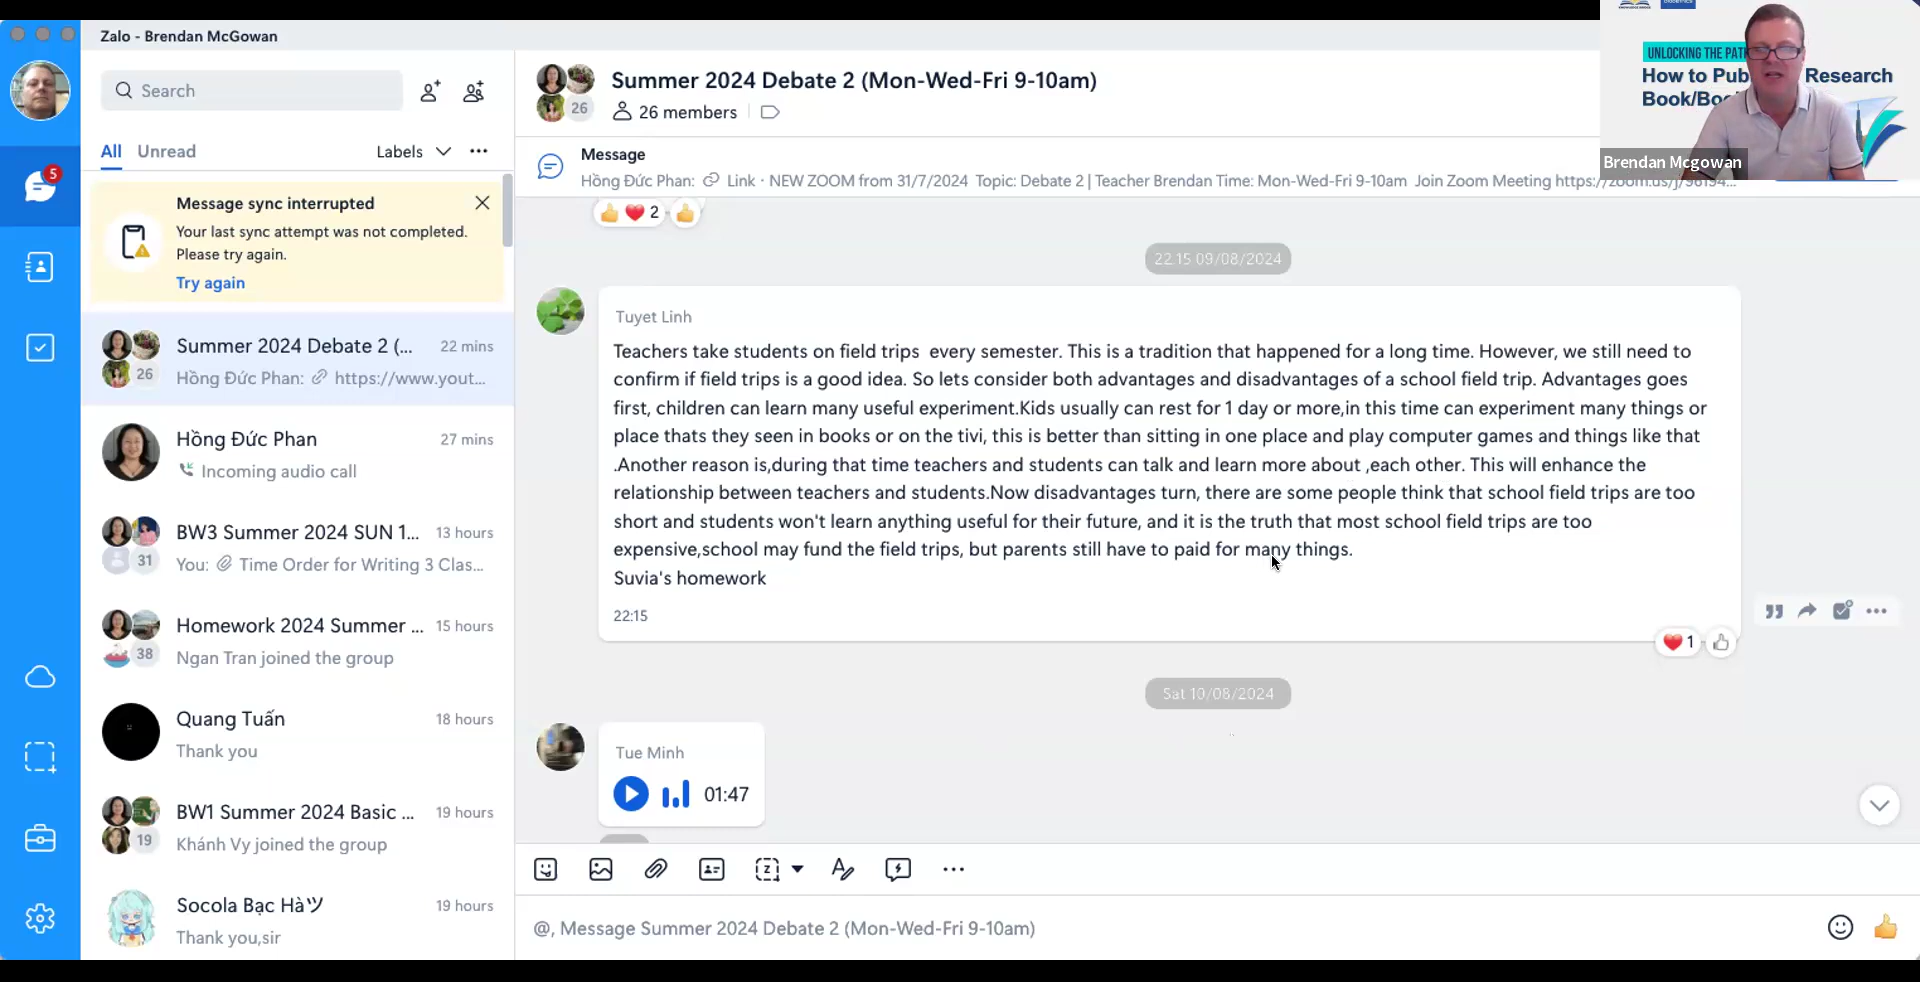 Zalo - Brendan McGowan
Search
All
Unread
Labels
Message sync interrupted
Your last sync attempt was not completed.
Please try again.
Try again
5
Summer 2024 Debate 2 (...
22 mins
26
Hồng Đức Phan: https://www.yout...
Hồng Đức Phan
27 mins
Incoming audio call
BW3 Summer 2024 SUN 1...
13 hours
31
You: Time Order for Writing 3 Clas...
Homework 2024 Summer ...
15 hours
38
Ngan Tran joined the group
Quang Tuấn
18 hours
Thank you
BW1 Summer 2024 Basic ...
19 hours
19
Khánh Vy joined the group
Socola Bạc Hàツ
19 hours
Thank you,sir
26
Summer 2024 Debate 2 (Mon-Wed-Fri 9-10am)
26 members
Message
Hồng Đức Phan: Link · NEW ZOOM from 31/7/2024 Topic: Debate 2 | Teacher Brendan Time: Mon-Wed-Fri 9-10am Join Zoom Meeting https://zoom.us/j/96194...
2
22:15 09/08/2024
Tuyet Linh
Teachers take students on field trips  every semester. This is a tradition that happened for a long time. However, we still need to
confirm if field trips is a good idea. So lets consider both advantages and disadvantages of a school field trip. Advantages goes
first, children can learn many useful experiment.Kids usually can rest for 1 day or more,in this time can experiment many things or
place thats they seen in books or on the tivi, this is better than sitting in one place and play computer games and things like that
.Another reason is,during that time teachers and students can talk and learn more about ,each other. This will enhance the
relationship between teachers and students.Now disadvantages turn, there are some people think that school field trips are too
short and students won't learn anything useful for their future, and it is the truth that most school field trips are too
expensive,school may fund the field trips, but parents still have to paid for many things.
Suvia's homework
22:15
1
Sat 10/08/2024
Tue Minh
01:47
@, Message Summer 2024 Debate 2 (Mon-Wed-Fri 9-10am)
UNLOCKING THE
How to Research
Brendan Mcgowan